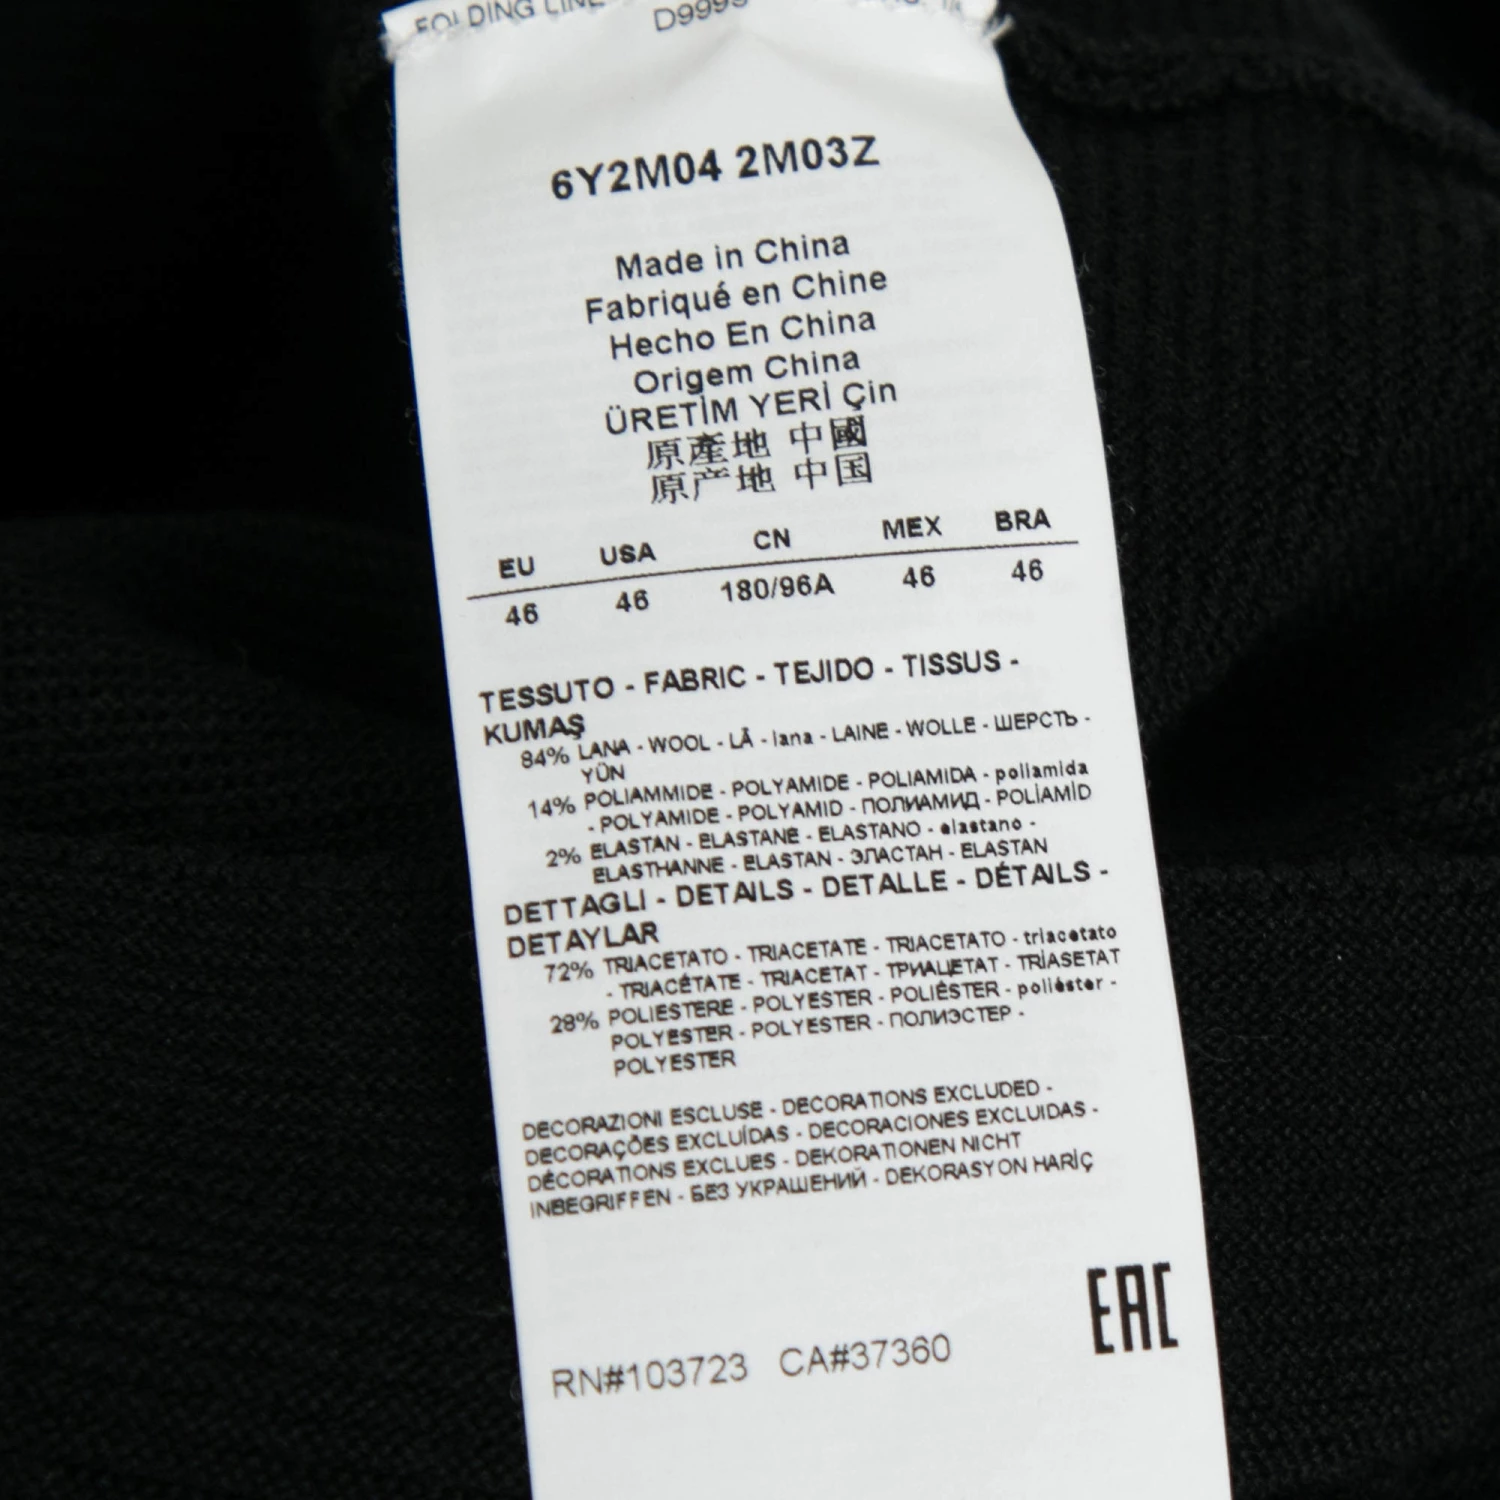 FOLDING LINE
D9999
6Y2M04 2M03Z
Made in China
Fabriqué en Chine
Hecho En China
Origem China
ÜRETİM YERİ Çin
原產地 中國
原产地 中国
EU USA CN MEX BRA
46 46 180/96A 46 46
TESSUTO - FABRIC - TEJIDO - TISSUS -
KUMAŞ
84% LANA - WOOL - LÃ - lana - LAINE - WOLLE - ШЕРСТЬ -
YÜN
14% POLIAMMIDE - POLYAMIDE - POLIAMIDA - poliamida
- POLYAMIDE - POLYAMID - ПОЛИАМИД - POLİAMİD
2% ELASTAN - ELASTANE - ELASTANO - elastano -
ELASTHANNE - ELASTAN - ЭЛАСТАН - ELASTAN
DETTAGLI - DETAILS - DETALLE - DÉTAILS -
DETAYLAR
72% TRIACETATO - TRIACETATE - TRIACETATO - triacetato
- TRIACÉTATE - TRIACETAT - ТРИАЦЕТАТ - TRİASETAT
28% POLIESTERE - POLYESTER - POLIÉSTER - poliéster -
POLYESTER - POLYESTER - ПОЛИЭСТЕР -
POLYESTER
DECORAZIONI ESCLUSE - DECORATIONS EXCLUDED -
DECORAÇÕES EXCLUÍDAS - DECORACIONES EXCLUIDAS -
DÉCORATIONS EXCLUES - DEKORATIONEN NICHT
INBEGRIFFEN - БЕЗ УКРАШЕНИЙ - DEKORASYON HARİÇ
EAC
RN#103723 CA#37360